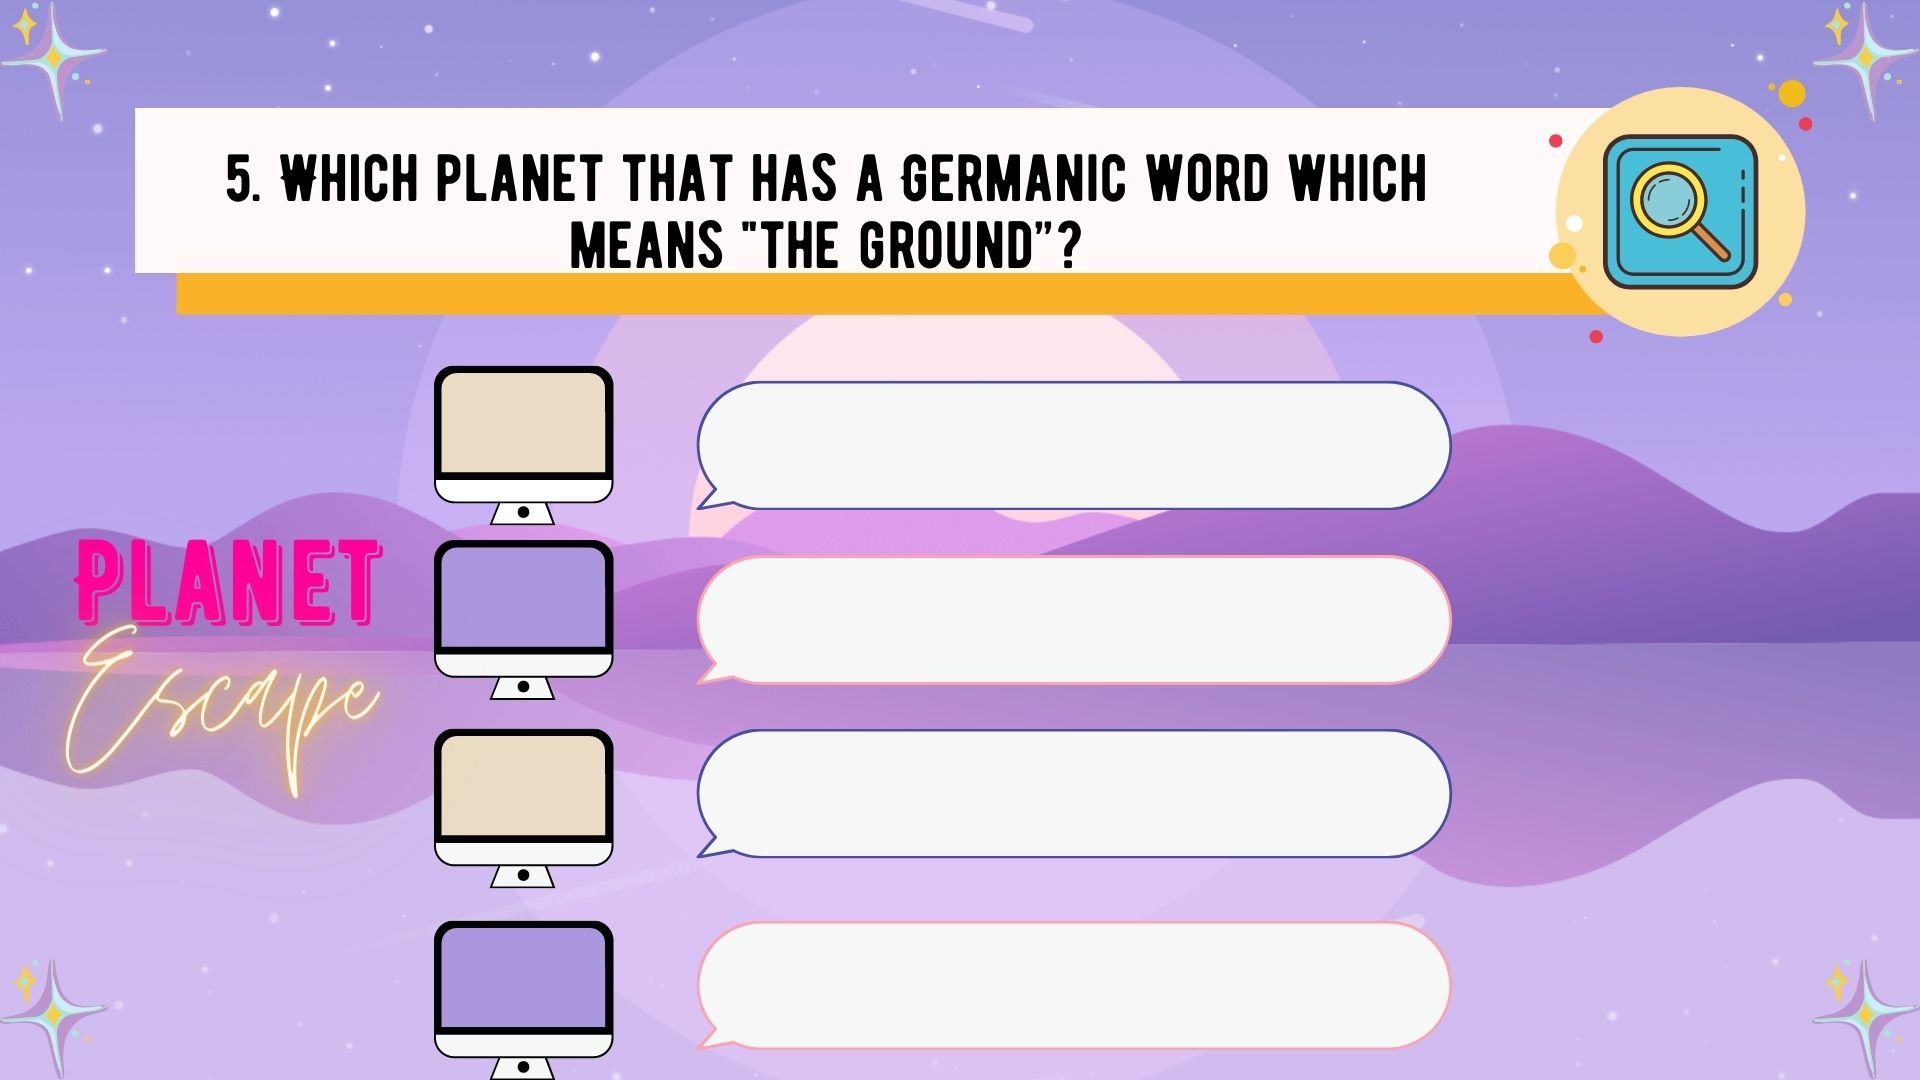 5. WHICH PLANET THAT HAS A GERMANIC WORD WHICH
MEANS "THE GROUND”?
PLANET
Escape